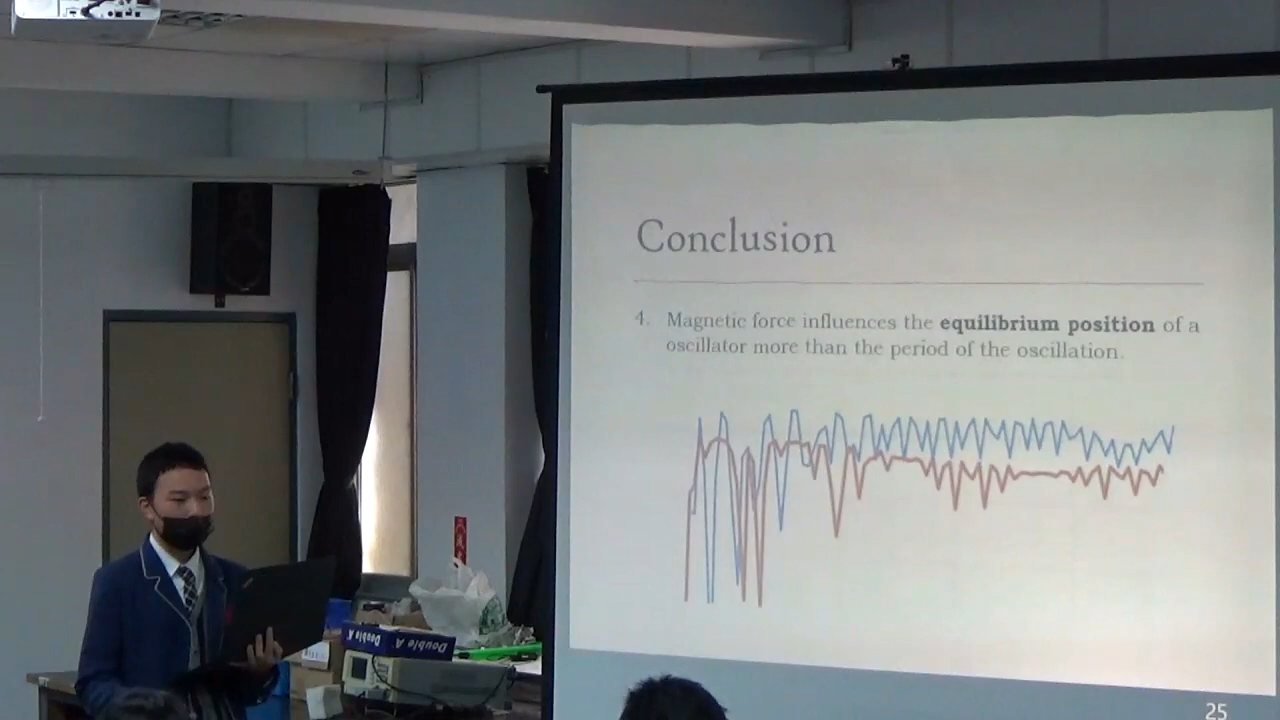 Conclusion
4. Magnetic force influences the equilibrium position of a
oscillator more than the period of the oscillation.
Double A
Double A
25